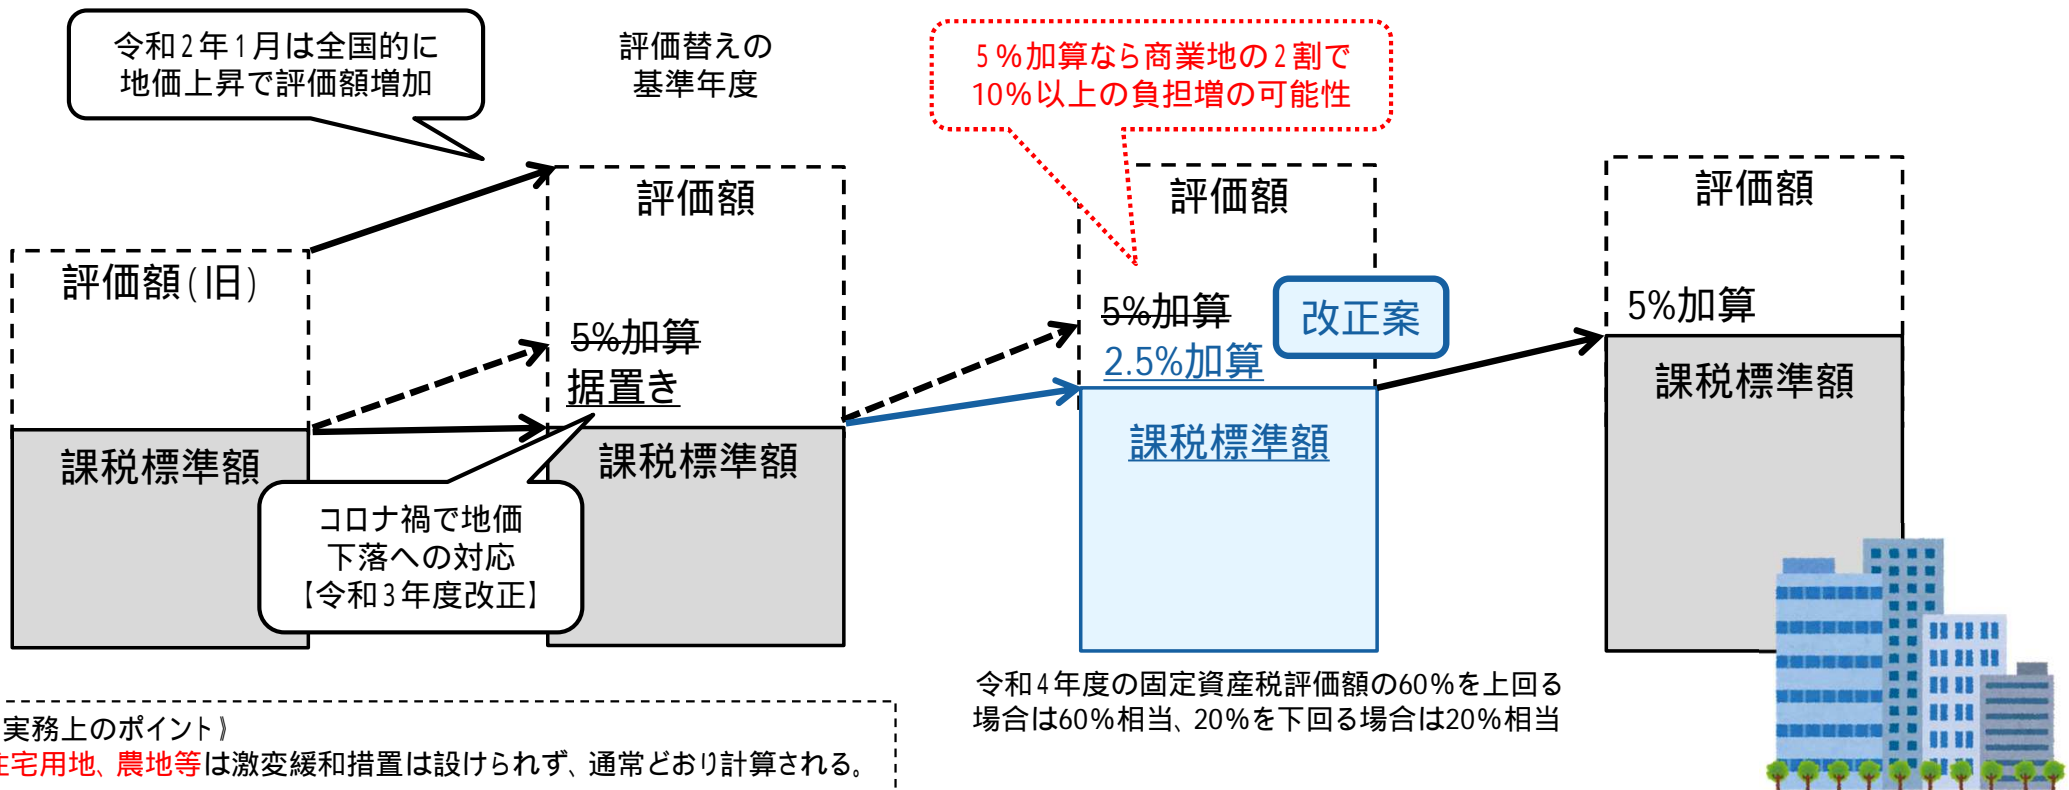 令和2年1月は全国的に
地価上昇で評価額増加
評価替えの
基準年度
5%加算なら商業地の2割で
10%以上の負担増の可能性
評価額(旧)
課税標準額
評価額
5%加算
据置き
課税標準額
コロナ禍で地価
下落への対応
【令和3年度改正】
評価額
5%加算
2.5%加算
改正案
課税標準額
評価額
5%加算
課税標準額
令和4年度の固定資産税評価額の60%を上回る
場合は60%相当、20%を下回る場合は20%相当
実務上のポイント》
住宅用地、農地等は激変緩和措置は設けられず、通常どおり計算される。